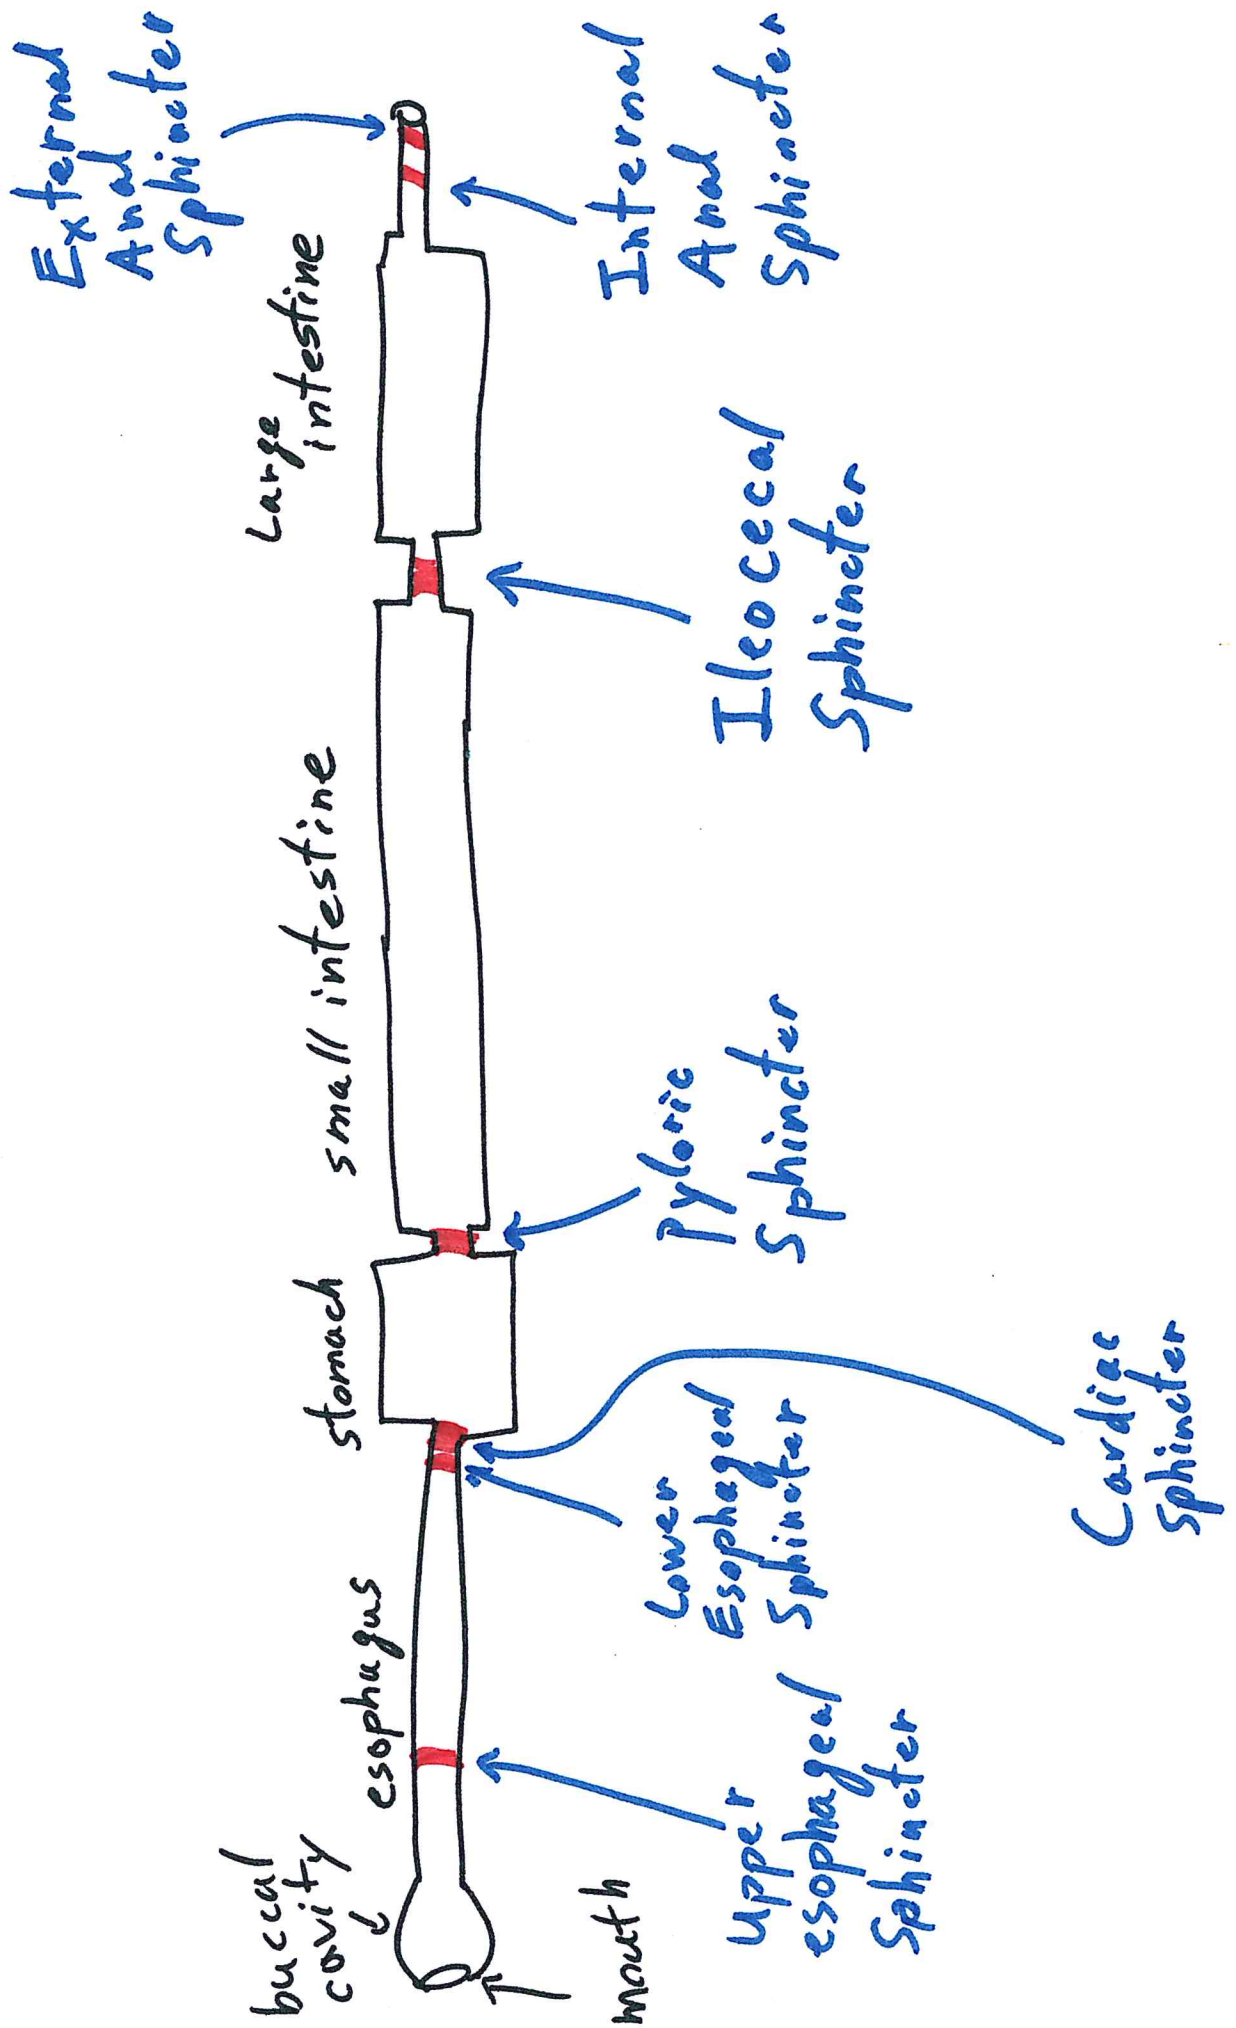 buccal
cavity
mouth
esophagus
stomach
small intestine
Large
intestine
Upper
esophageal
Sphincter
Lower
Esophageal
Sphincter
Cardiac
Sphincter
Pyloric
Sphincter
Ileocecal
Sphincter
Internal
Anal
Sphincter
External
Anal
Sphincter